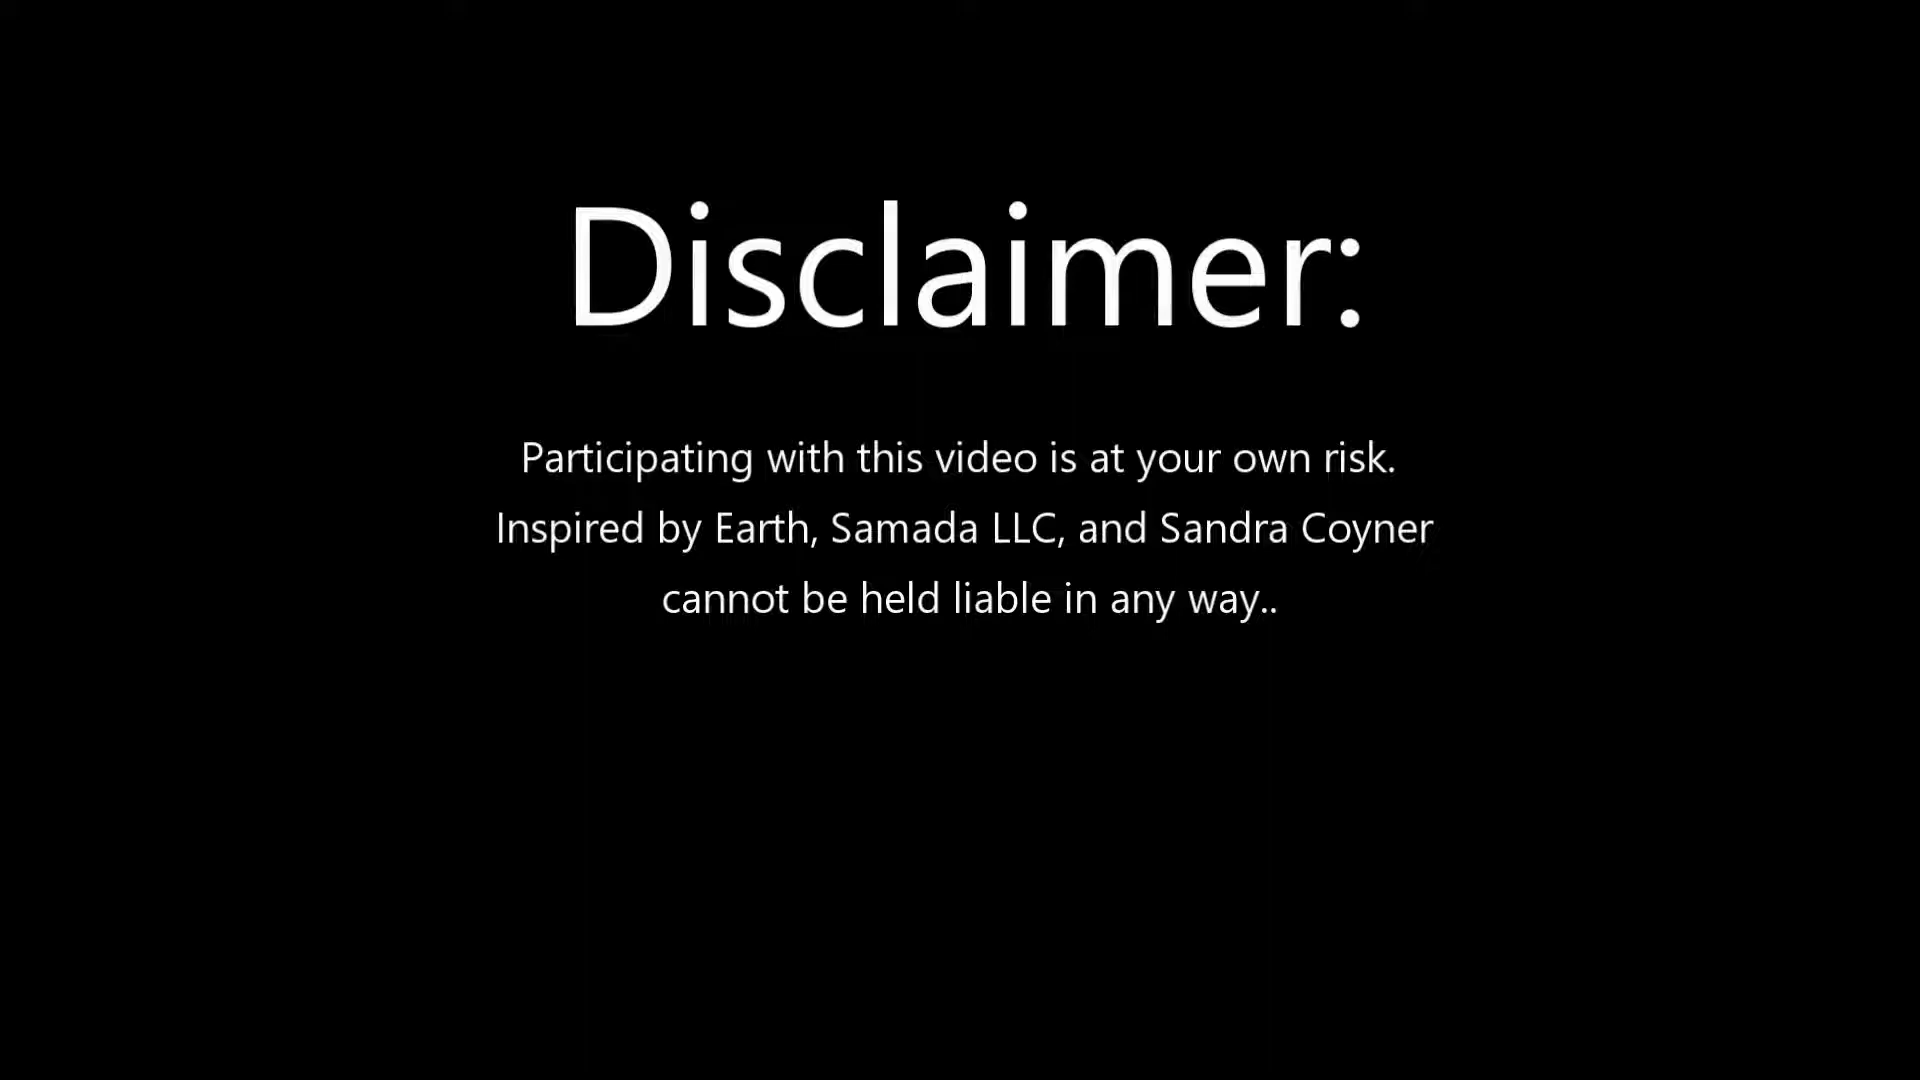 Disclaimer:
Participating with this video is at your own risk.
Inspired by Earth, Samada LLC, and Sandra Coyner
cannot be held liable in any way..